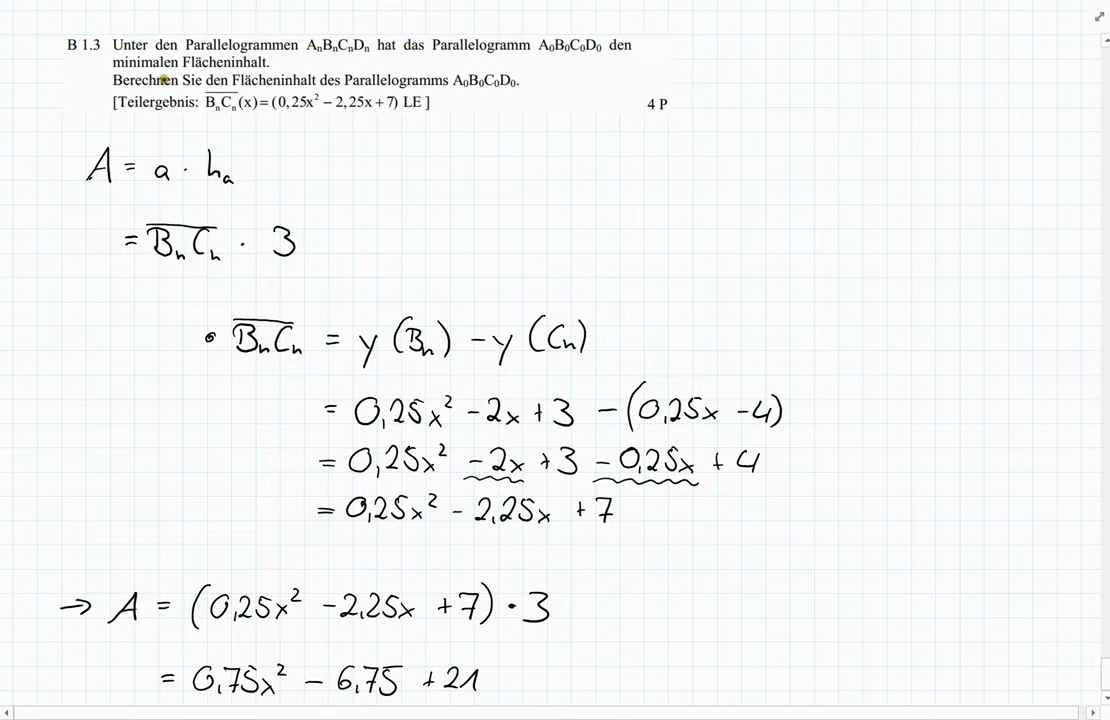 B 1.3 Unter den Parallelogrammen AₙBₙCₙDₙ hat das Parallelogramm A₀B₀C₀D₀ den
minimalen Flächeninhalt.
Berechnen Sie den Flächeninhalt des Parallelogramms A₀B₀C₀D₀.
[Teilergebnis: B̅ₙC̅ₙ(x)=(0,25x² − 2,25x + 7) LE ] 4 P
A = a · hₐ
= B̅ₙC̅ₙ · 3
• B̅ₙC̅ₙ = y (Bₙ) − y (Cₙ)
= 0,25x² − 2x + 3 − (0,25x − 4)
= 0,25x² − 2x + 3 − 0,25x + 4
= 0,25x² − 2,25x + 7
→ A = (0,25x² − 2,25x + 7) · 3
= 0,75x² − 6,75 + 21